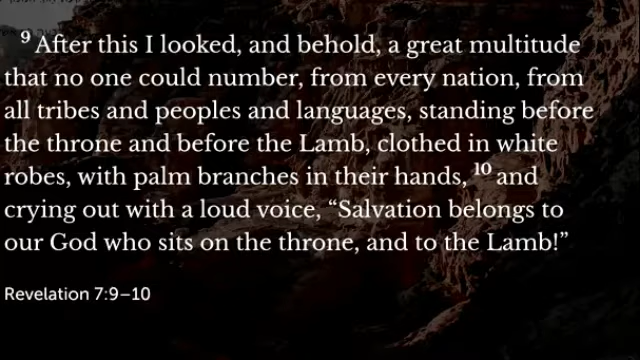 9 After this I looked, and behold, a great multitude
that no one could number, from every nation, from
all tribes and peoples and languages, standing before
the throne and before the Lamb, clothed in white
robes, with palm branches in their hands, 10 and
crying out with a loud voice, “Salvation belongs to
our God who sits on the throne, and to the Lamb!”
Revelation 7:9–10